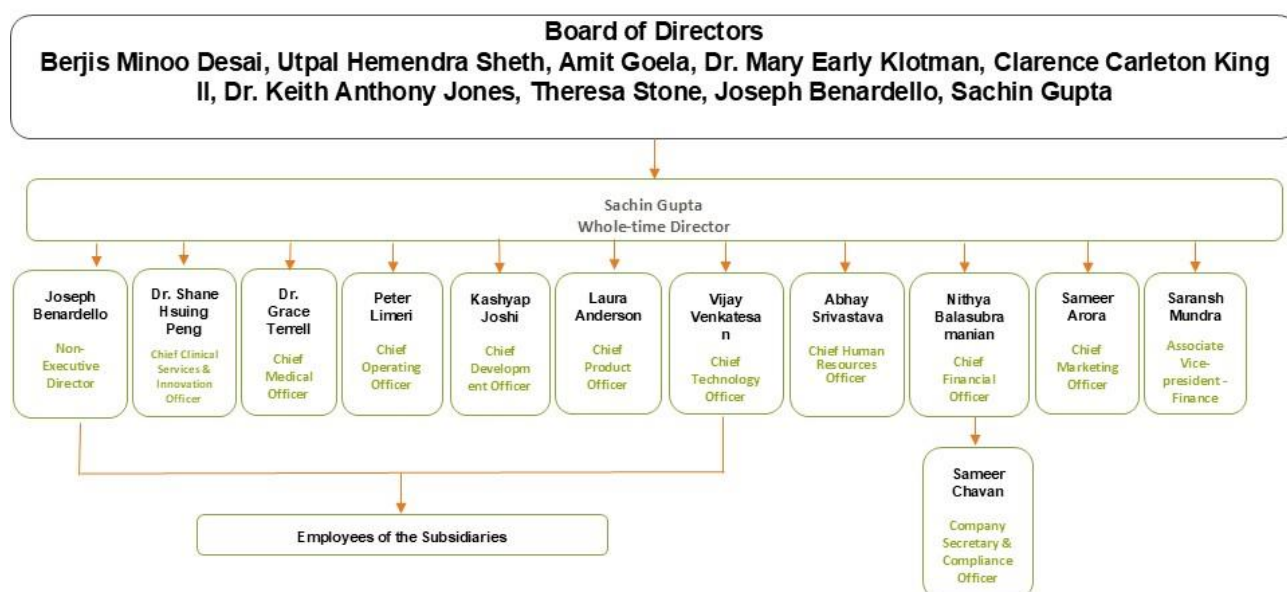 Board of Directors
Berjis Minoo Desai, Utpal Hemendra Sheth, Amit Goela, Dr. Mary Early Klotman, Clarence Carleton King
II, Dr. Keith Anthony Jones, Theresa Stone, Joseph Benardello, Sachin Gupta
Sachin Gupta
Whole-time Director
Joseph
Benardello
Non-
Executive
Director
Dr. Shane
Hsuing
Peng
Chief Clinical
Services &
Innovation
Officer
Dr.
Grace
Terrell
Chief
Medical
Officer
Peter
Limeri
Chief
Operating
Officer
Kashyap
Joshi
Chief
Developm
ent Officer
Laura
Anderson
Chief
Product
Officer
Vijay
Venkatesa
n
Chief
Technology
Officer
Abhay
Srivastava
Chief Human
Resources
Officer
Nithya
Balasubra
manian
Chief
Financial
Officer
Sameer
Arora
Chief
Marketing
Officer
Saransh
Mundra
Associate
Vice-
president -
Finance
Employees of the Subsidiaries
Sameer
Chavan
Company
Secretary &
Compliance
Officer